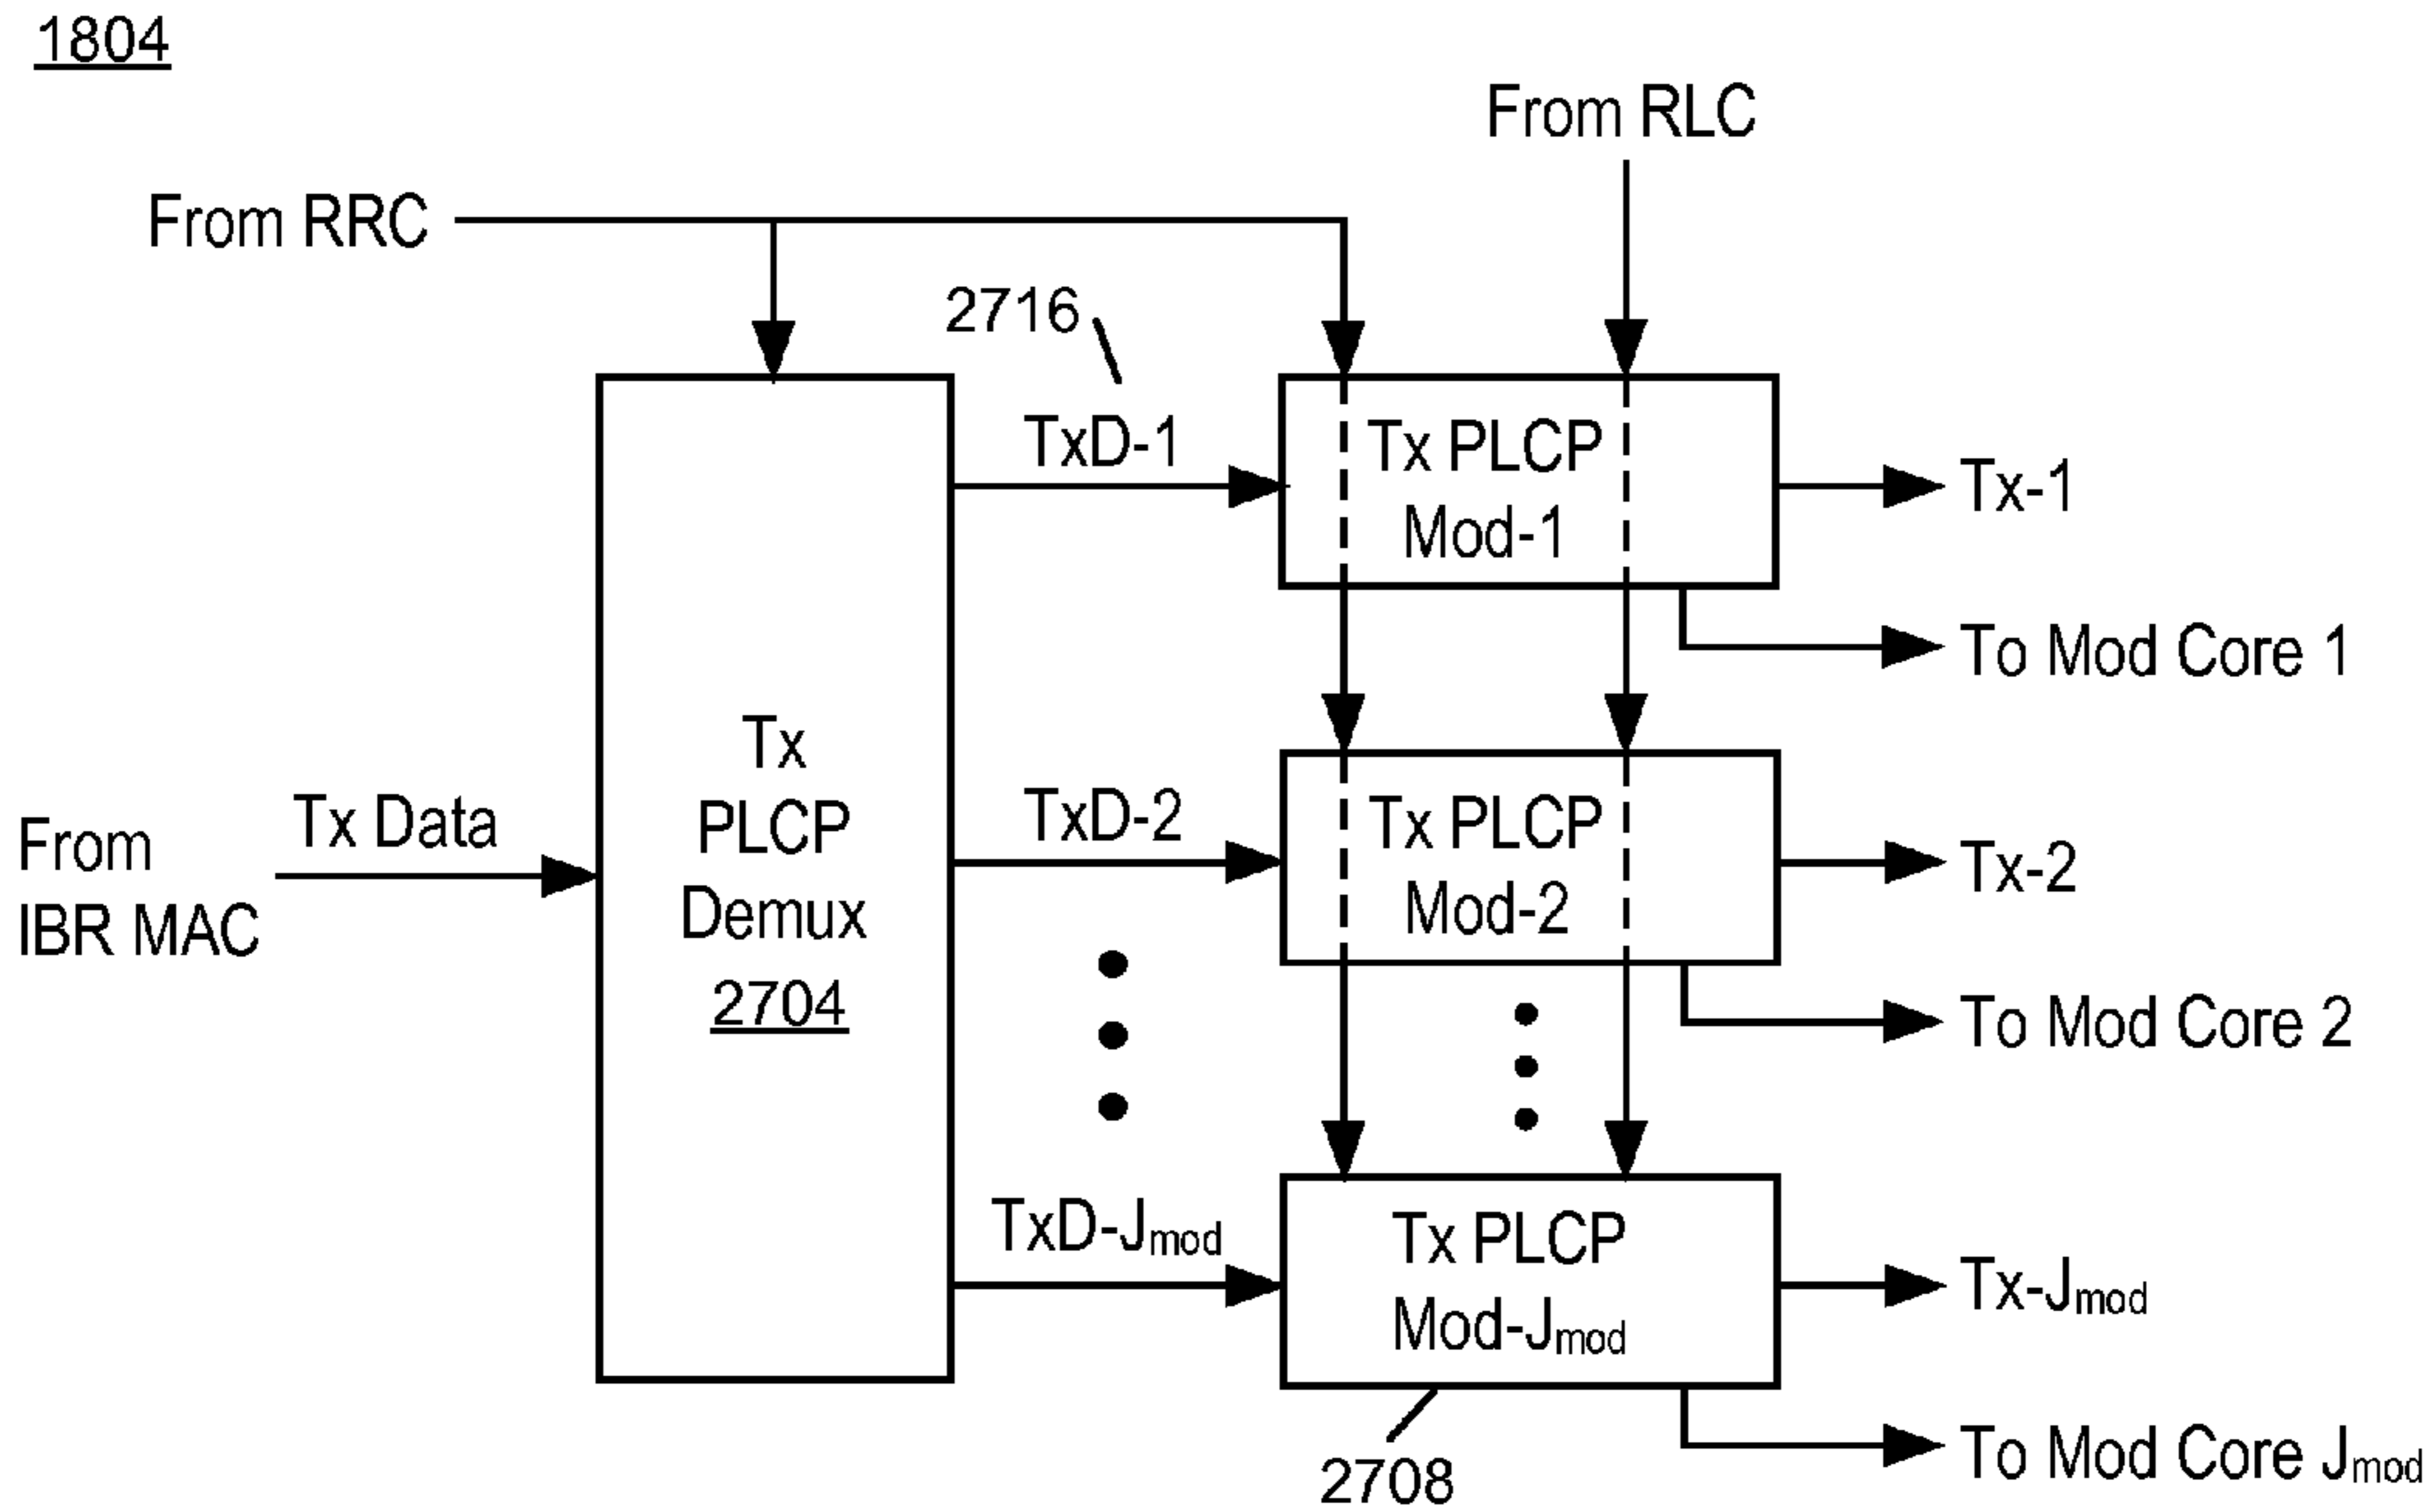 1804
From RLC
From RRC
2716
TxD-1
Tx PLCP
Mod-1
Tx-1
To Mod Core 1
Tx Data
From
IBR MAC
Tx
PLCP
Demux
2704
TxD-2
Tx PLCP
Mod-2
Tx-2
To Mod Core 2
TxD-Jmod
Tx PLCP
Mod-Jmod
Tx-Jmod
To Mod Core Jmod
2708